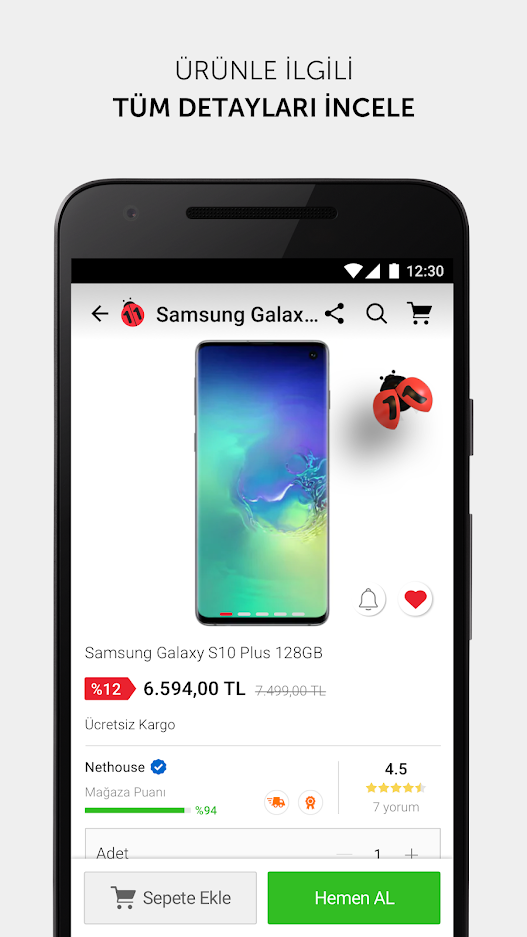 ÜRÜNLE İLGİLİ
TÜM DETAYLARI İNCELE
12:30
11 Samsung Galax...
11
Samsung Galaxy S10 Plus 128GB
%12 6.594,00 TL 7.499,00 TL
Ücretsiz Kargo
Nethouse
Mağaza Puanı
%94
4.5
7 yorum
Adet 1 +
Sepete Ekle
Hemen AL